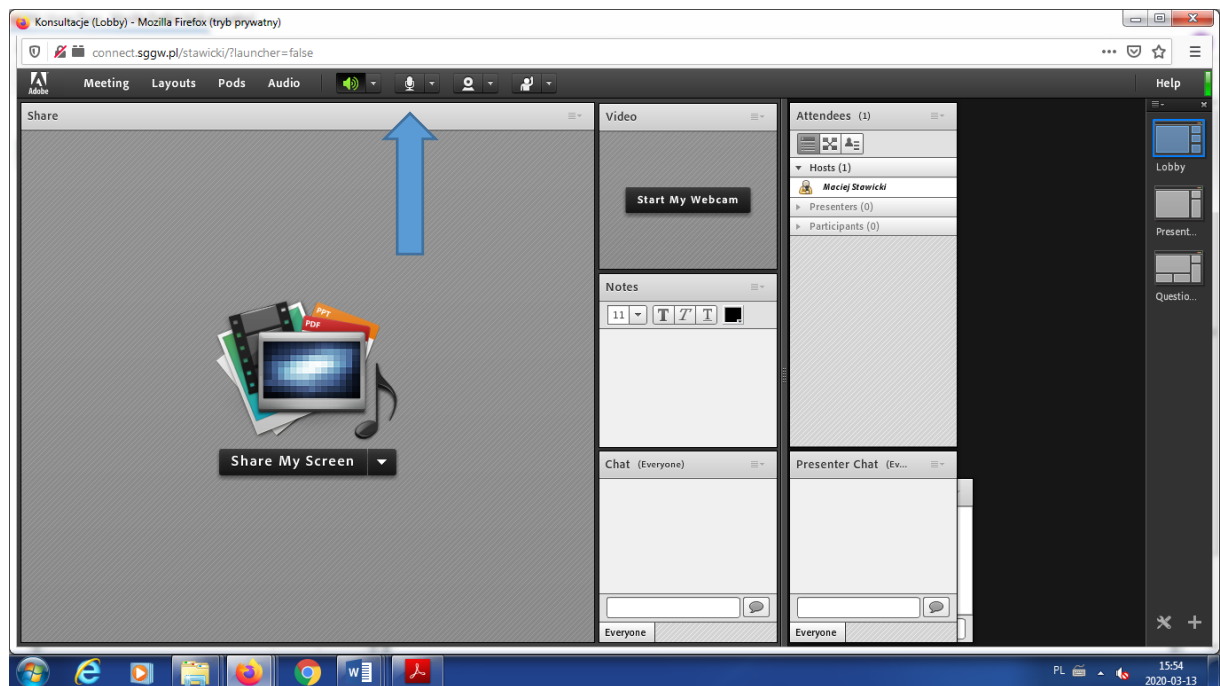 Konsultacje (Lobby) - Mozilla Firefox (tryb prywatny)
connect.sggw.pl/stawicki/?launcher=false
Adobe
Meeting Layouts Pods Audio Help
Share
Video
Attendees (1)
Start My Webcam
Hosts (1)
Maciej Stawicki
Presenters (0)
Participants (0)
Lobby
Present...
Questio...
Notes
11 T T T
PPT
PDF
Share My Screen
Chat (Everyone)
Presenter Chat (Ev...
Everyone
Everyone
W
PL
15:54
2020-03-13